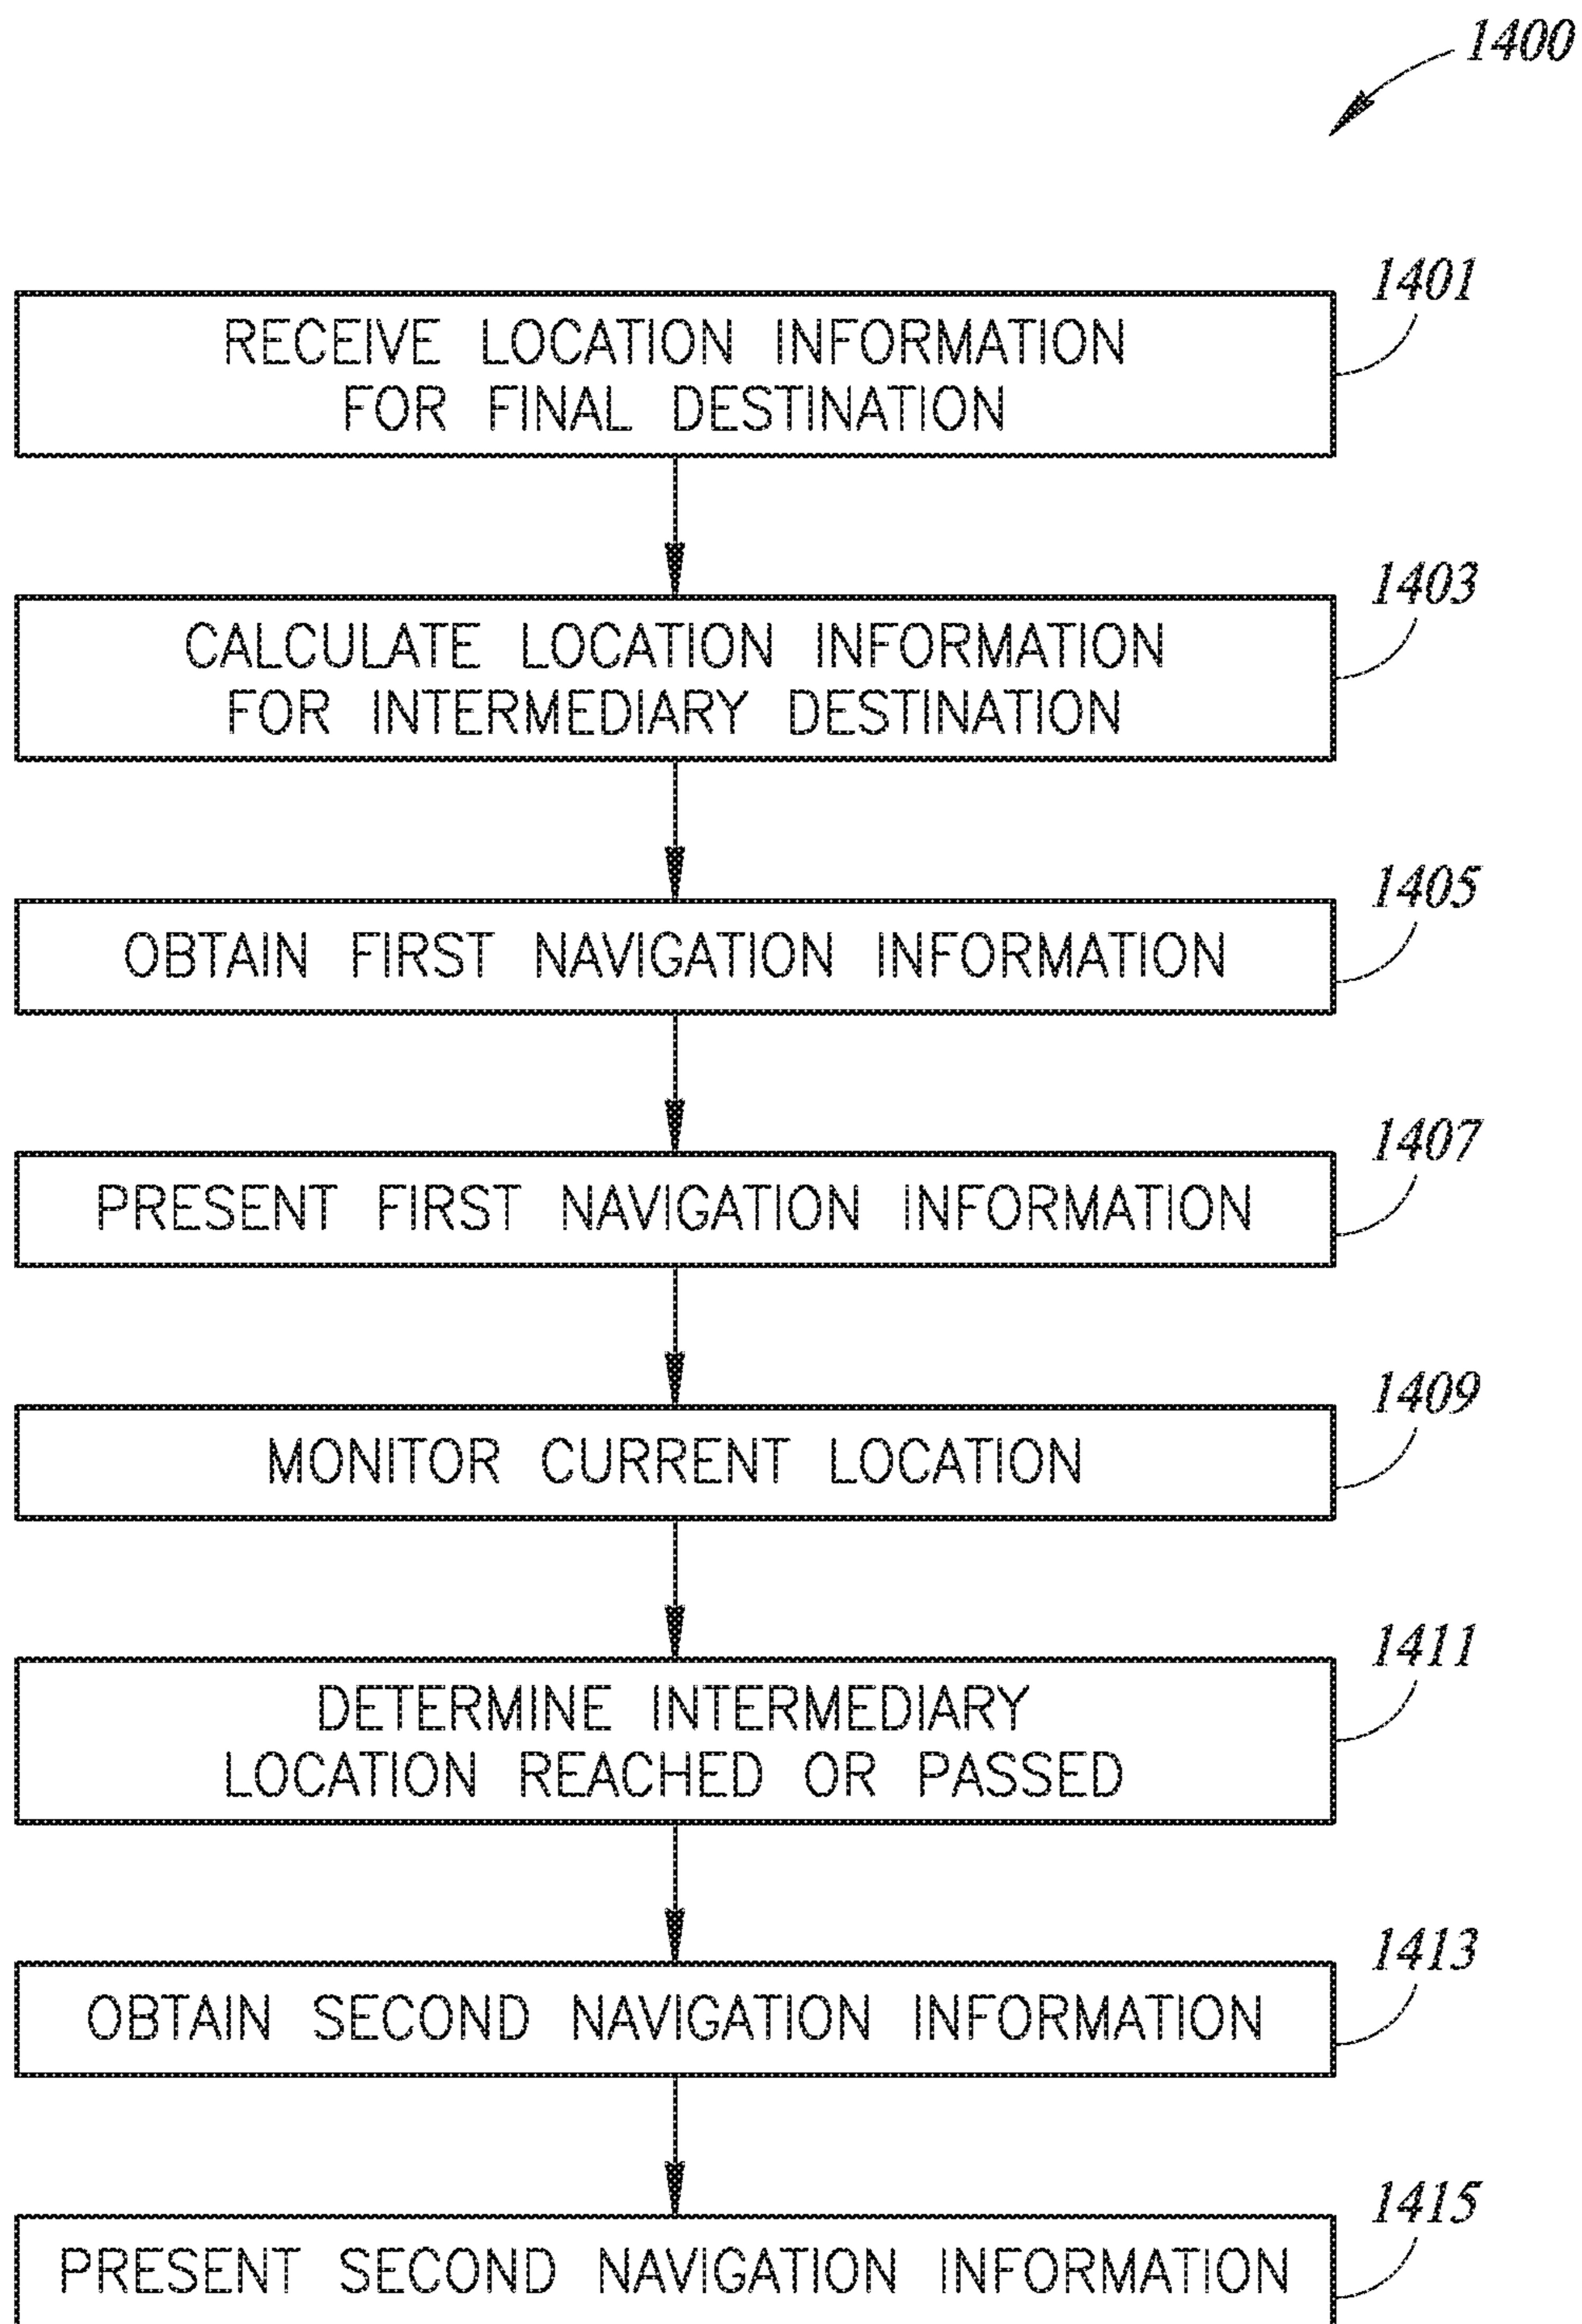 1400
1401
RECEIVE LOCATION INFORMATION
FOR FINAL DESTINATION
1403
CALCULATE LOCATION INFORMATION
FOR INTERMEDIARY DESTINATION
1405
OBTAIN FIRST NAVIGATION INFORMATION
1407
PRESENT FIRST NAVIGATION INFORMATION
1409
MONITOR CURRENT LOCATION
1411
DETERMINE INTERMEDIARY
LOCATION REACHED OR PASSED
1413
OBTAIN SECOND NAVIGATION INFORMATION
1415
PRESENT SECOND NAVIGATION INFORMATION